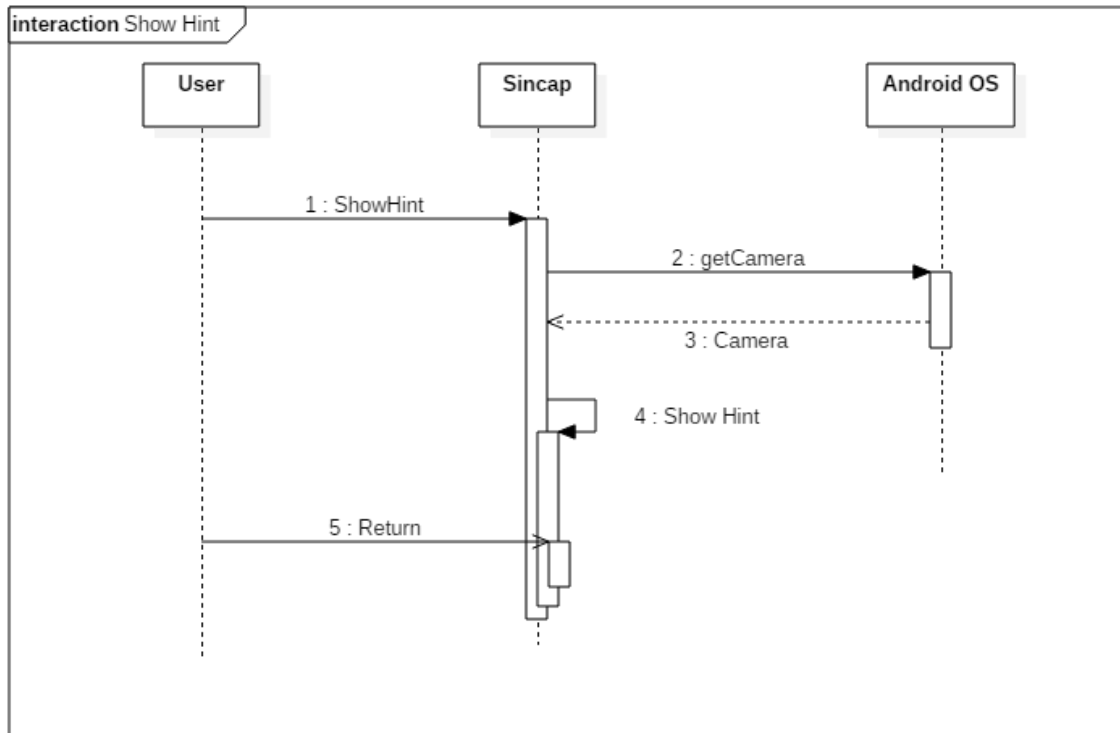 interaction Show Hint
User
Sincap
Android OS
1 : ShowHint
2 : getCamera
3 : Camera
4 : Show Hint
5 : Return